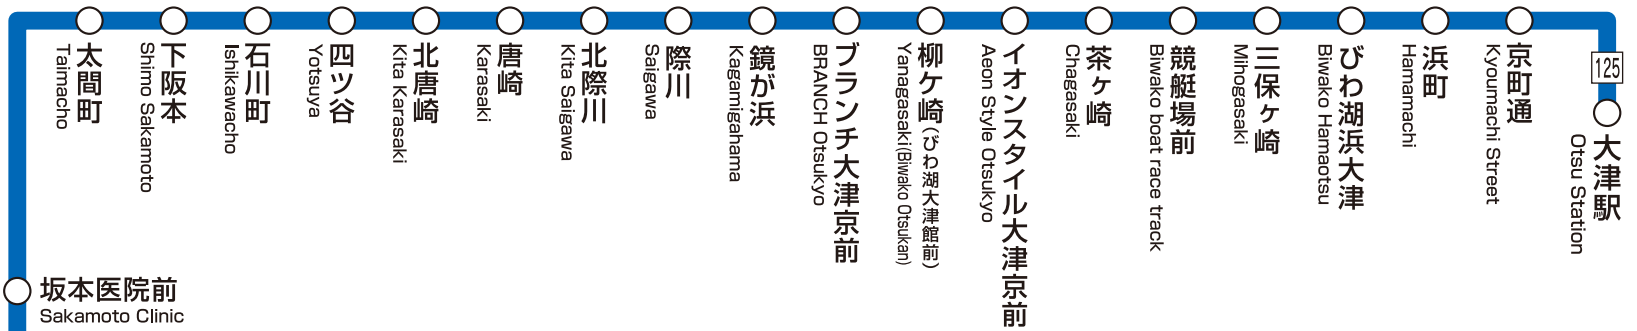 太間町
Taimacho
下阪本
Shimo Sakamoto
石川町
Ishikawacho
四ツ谷
Yotsuya
北唐崎
Kita Karasaki
唐崎
Karasaki
北際川
Kita Saigawa
際川
Saigawa
鏡が浜
Kagamigahama
ブランチ大津京前
BRANCH Otsukyo
柳ケ崎(びわ湖大津館前)
Yanagasaki(Biwako Otsukan)
イオンスタイル大津京前
Aeon Style Otsukyo
茶ヶ崎
Chagasaki
競艇場前
Biwako boat race track
三保ヶ崎
Mihogasaki
びわ湖浜大津
Biwako Hamaotsu
浜町
Hamamachi
京町通
Kyoumachi Street
125
大津駅
Otsu Station
坂本医院前
Sakamoto Clinic